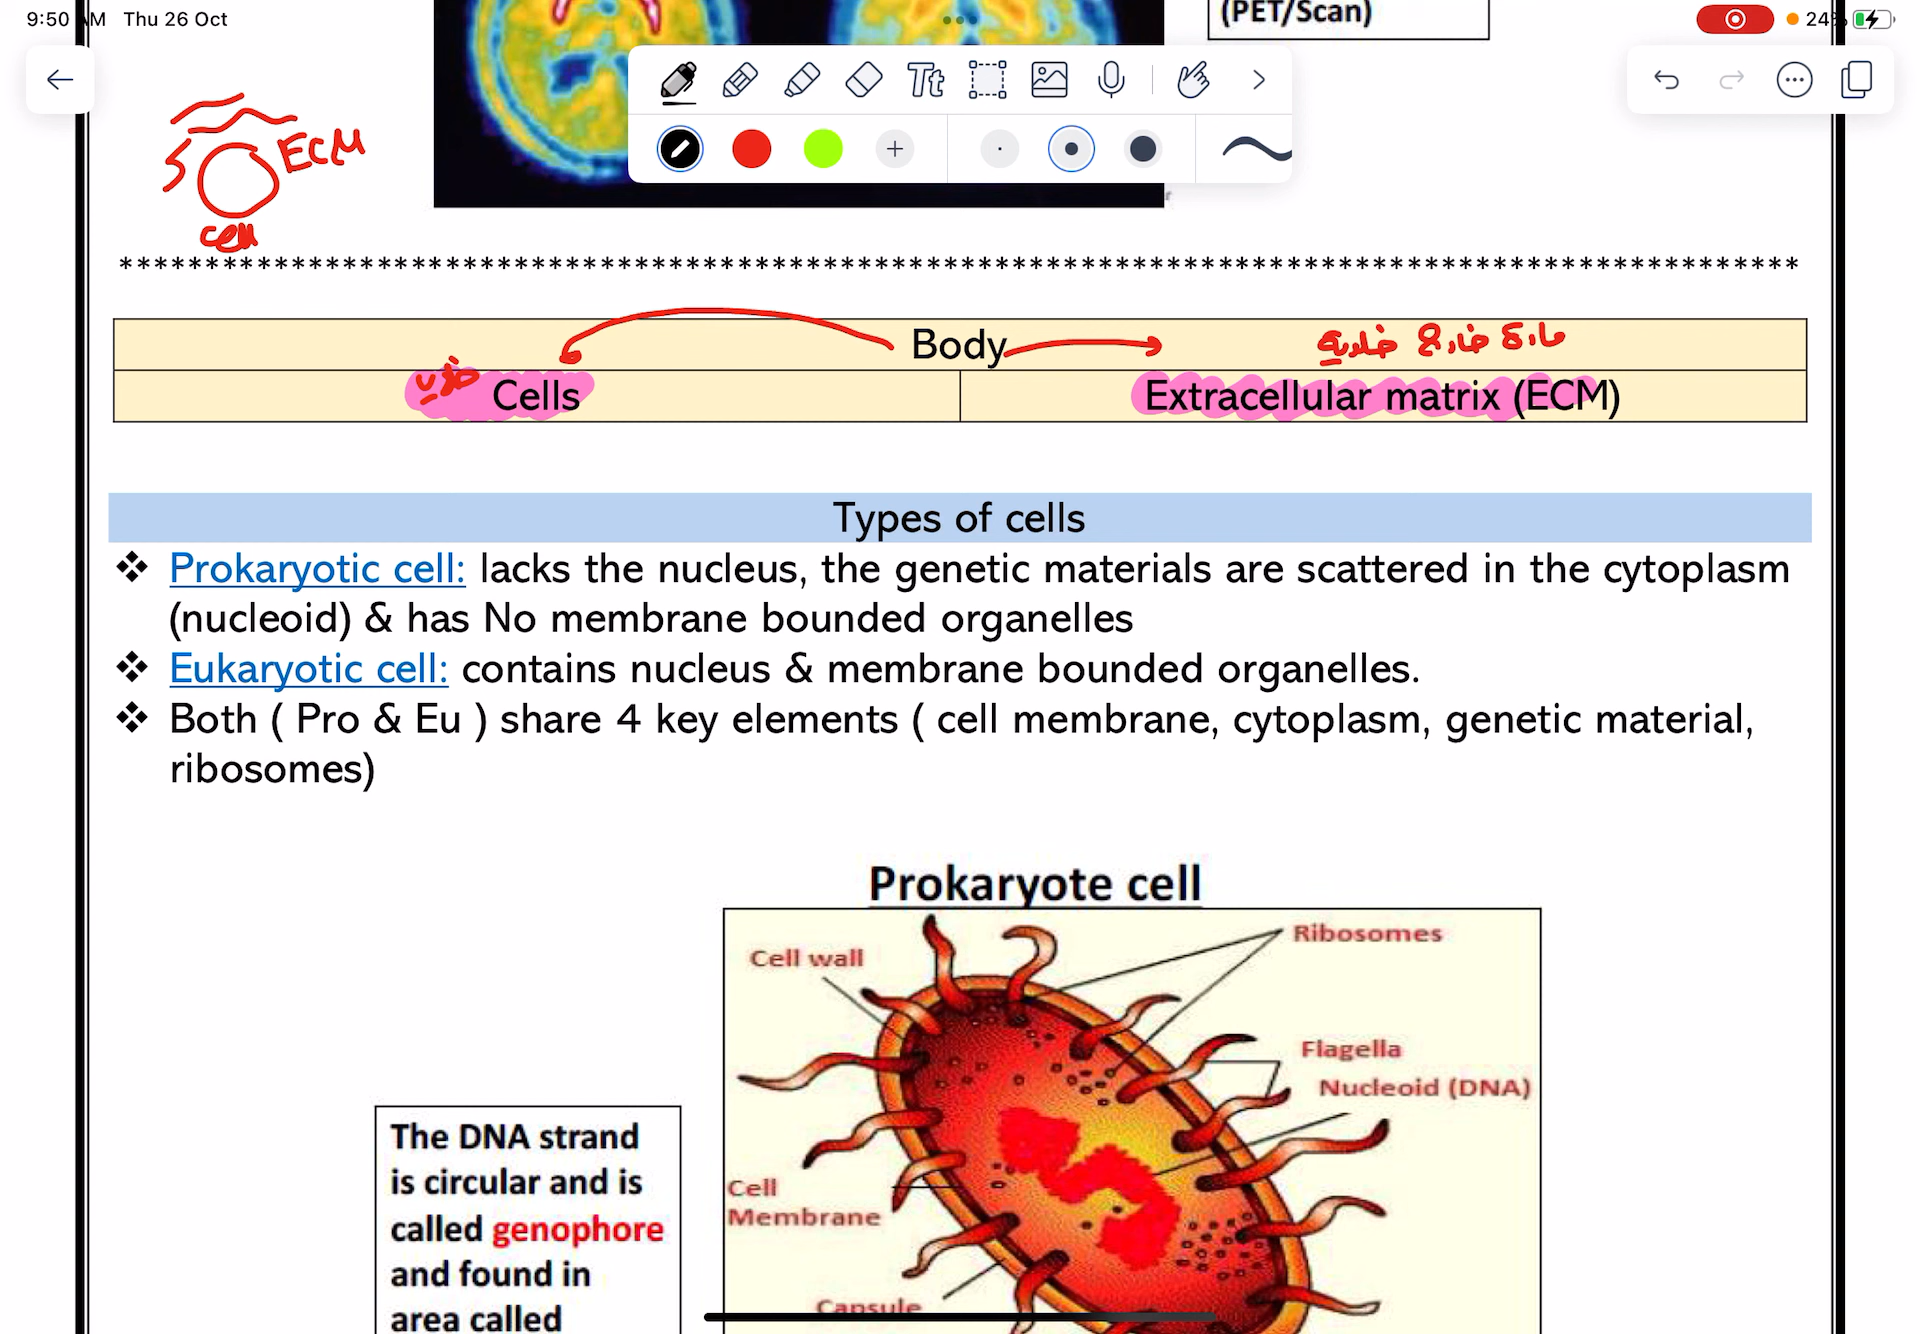 9:50 AM Thu 26 Oct
24%
(PET/Scan)
Tt
ECM
cell
****************************************************************************************************
Body
مادة خارج خلوية
خلايا
Cells
Extracellular matrix (ECM)
Types of cells
❖ Prokaryotic cell: lacks the nucleus, the genetic materials are scattered in the cytoplasm
(nucleoid) & has No membrane bounded organelles
❖ Eukaryotic cell: contains nucleus & membrane bounded organelles.
❖ Both ( Pro & Eu ) share 4 key elements ( cell membrane, cytoplasm, genetic material,
ribosomes)
Prokaryote cell
Cell wall
Ribosomes
Flagella
Nucleoid (DNA)
Cell
Membrane
Capsule
The DNA strand
is circular and is
called genophore
and found in
area called